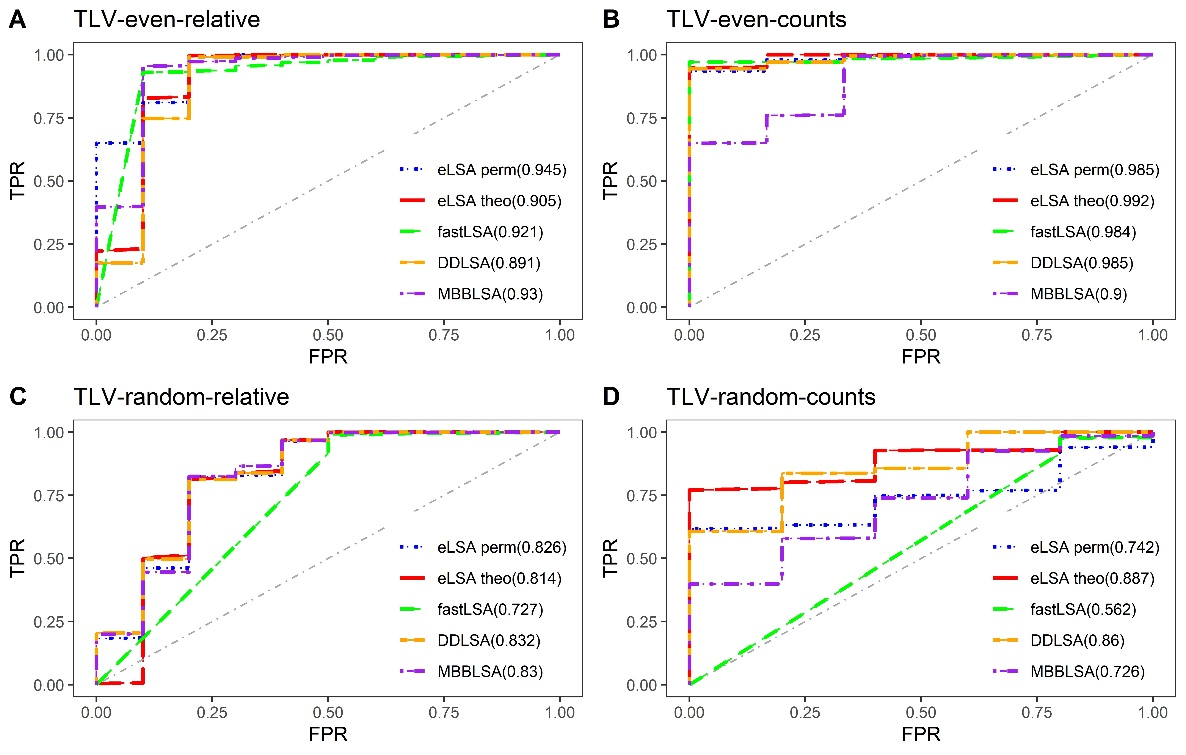 A TLV-even-relative
TPR
1.00
0.75
0.50
0.25
0.00
eLSA perm(0.945)
eLSA theo(0.905)
fastLSA(0.921)
DDLSA(0.891)
MBBLSA(0.93)
0.00 0.25 0.50 0.75 1.00
FPR
B TLV-even-counts
TPR
1.00
0.75
0.50
0.25
0.00
eLSA perm(0.985)
eLSA theo(0.992)
fastLSA(0.984)
DDLSA(0.985)
MBBLSA(0.9)
0.00 0.25 0.50 0.75 1.00
FPR
C TLV-random-relative
TPR
1.00
0.75
0.50
0.25
0.00
eLSA perm(0.826)
eLSA theo(0.814)
fastLSA(0.727)
DDLSA(0.832)
MBBLSA(0.83)
0.00 0.25 0.50 0.75 1.00
FPR
D TLV-random-counts
TPR
1.00
0.75
0.50
0.25
0.00
eLSA perm(0.742)
eLSA theo(0.887)
fastLSA(0.562)
DDLSA(0.86)
MBBLSA(0.726)
0.00 0.25 0.50 0.75 1.00
FPR